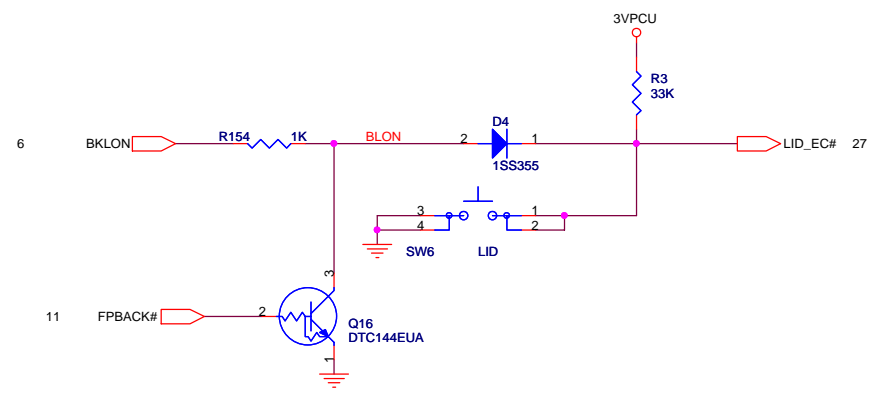 3VPCU
R3
33K
D4
6 BKLON R154 1K BLON 2 1 LID_EC# 27
1SS355
3 1
4 2
SW6 LID
3
11 FPBACK# 2
Q16
DTC144EUA
1